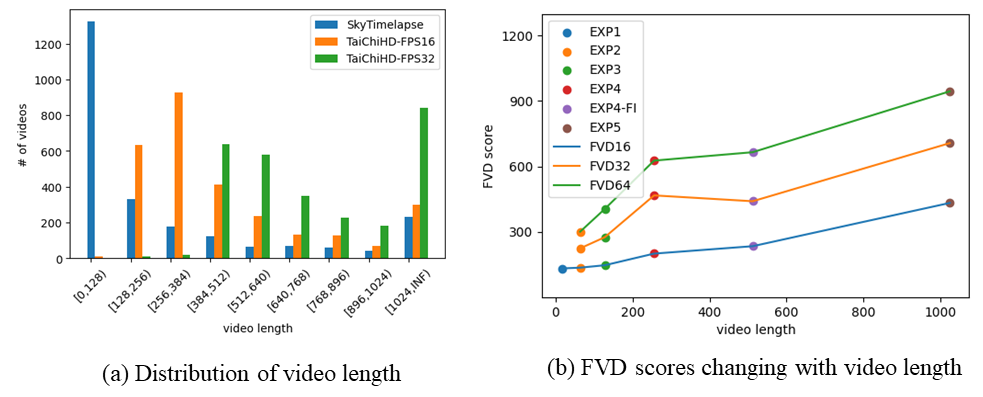 SkyTimelapse
TaiChiHD-FPS16
TaiChiHD-FPS32
# of videos
1200
1000
800
600
400
200
0
[0,128)
[128,256)
[256,384)
[384,512)
[512,640)
[640,768)
[768,896)
[896,1024)
[1024,INF)
video length
(a) Distribution of video length
EXP1
EXP2
EXP3
EXP4
EXP4-FI
EXP5
FVD16
FVD32
FVD64
FVD score
1200
900
600
300
0
200
400
600
800
1000
video length
(b) FVD scores changing with video length